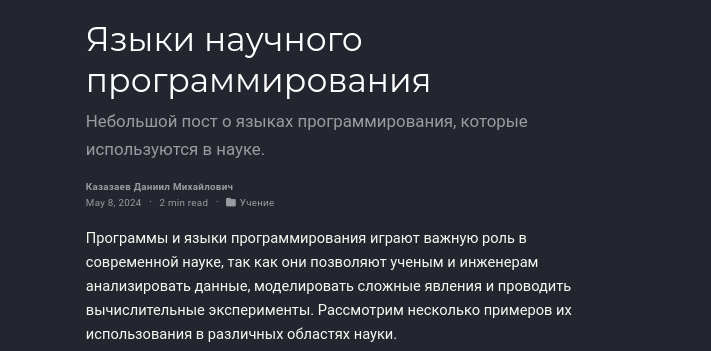 Языки научного
программирования
Небольшой пост о языках программирования, которые
используются в науке.
Казазаев Даниил Михайлович
May 8, 2024 · 2 min read · Учение
Программы и языки программирования играют важную роль в
современной науке, так как они позволяют ученым и инженерам
анализировать данные, моделировать сложные явления и проводить
вычислительные эксперименты. Рассмотрим несколько примеров их
использования в различных областях науки.